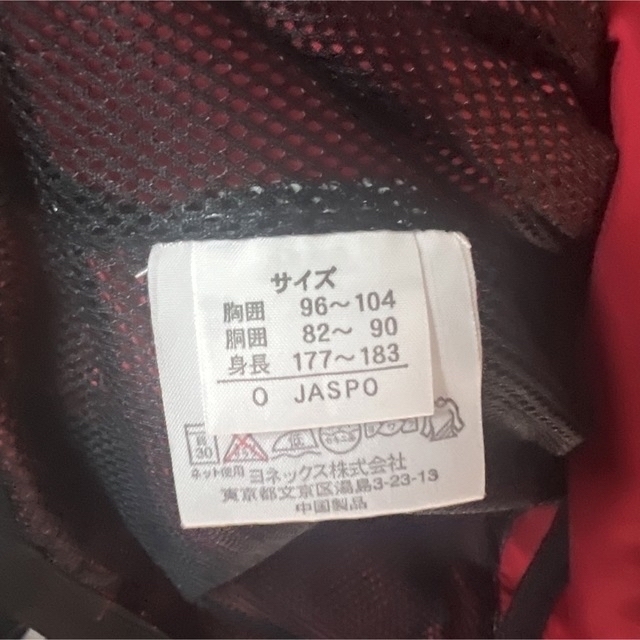 サイズ
胸囲 96～104
胴囲 82～ 90
身長 177～183
O JASPO
30
ネット使用
ヨネックス株式会社
東京都文京区湯島3-23-13
中国製品